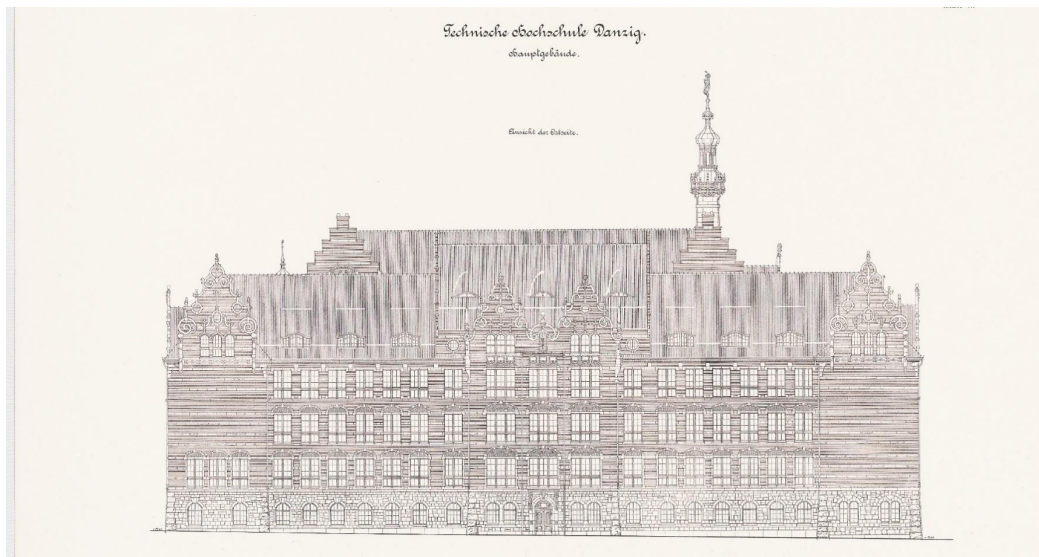 Technische Hochschule Danzig.
Hauptgebäude.
Ansicht der Ostseite.